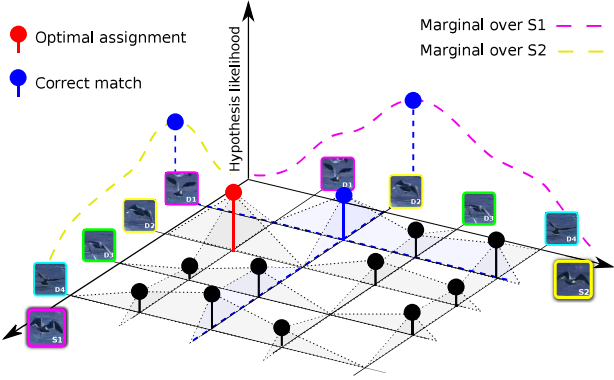 Optimal assignment
Correct match
Hypothesis likelihood
Marginal over S1
Marginal over S2
D1
D2
D3
D4
S1
D1
D2
D3
D4
S2